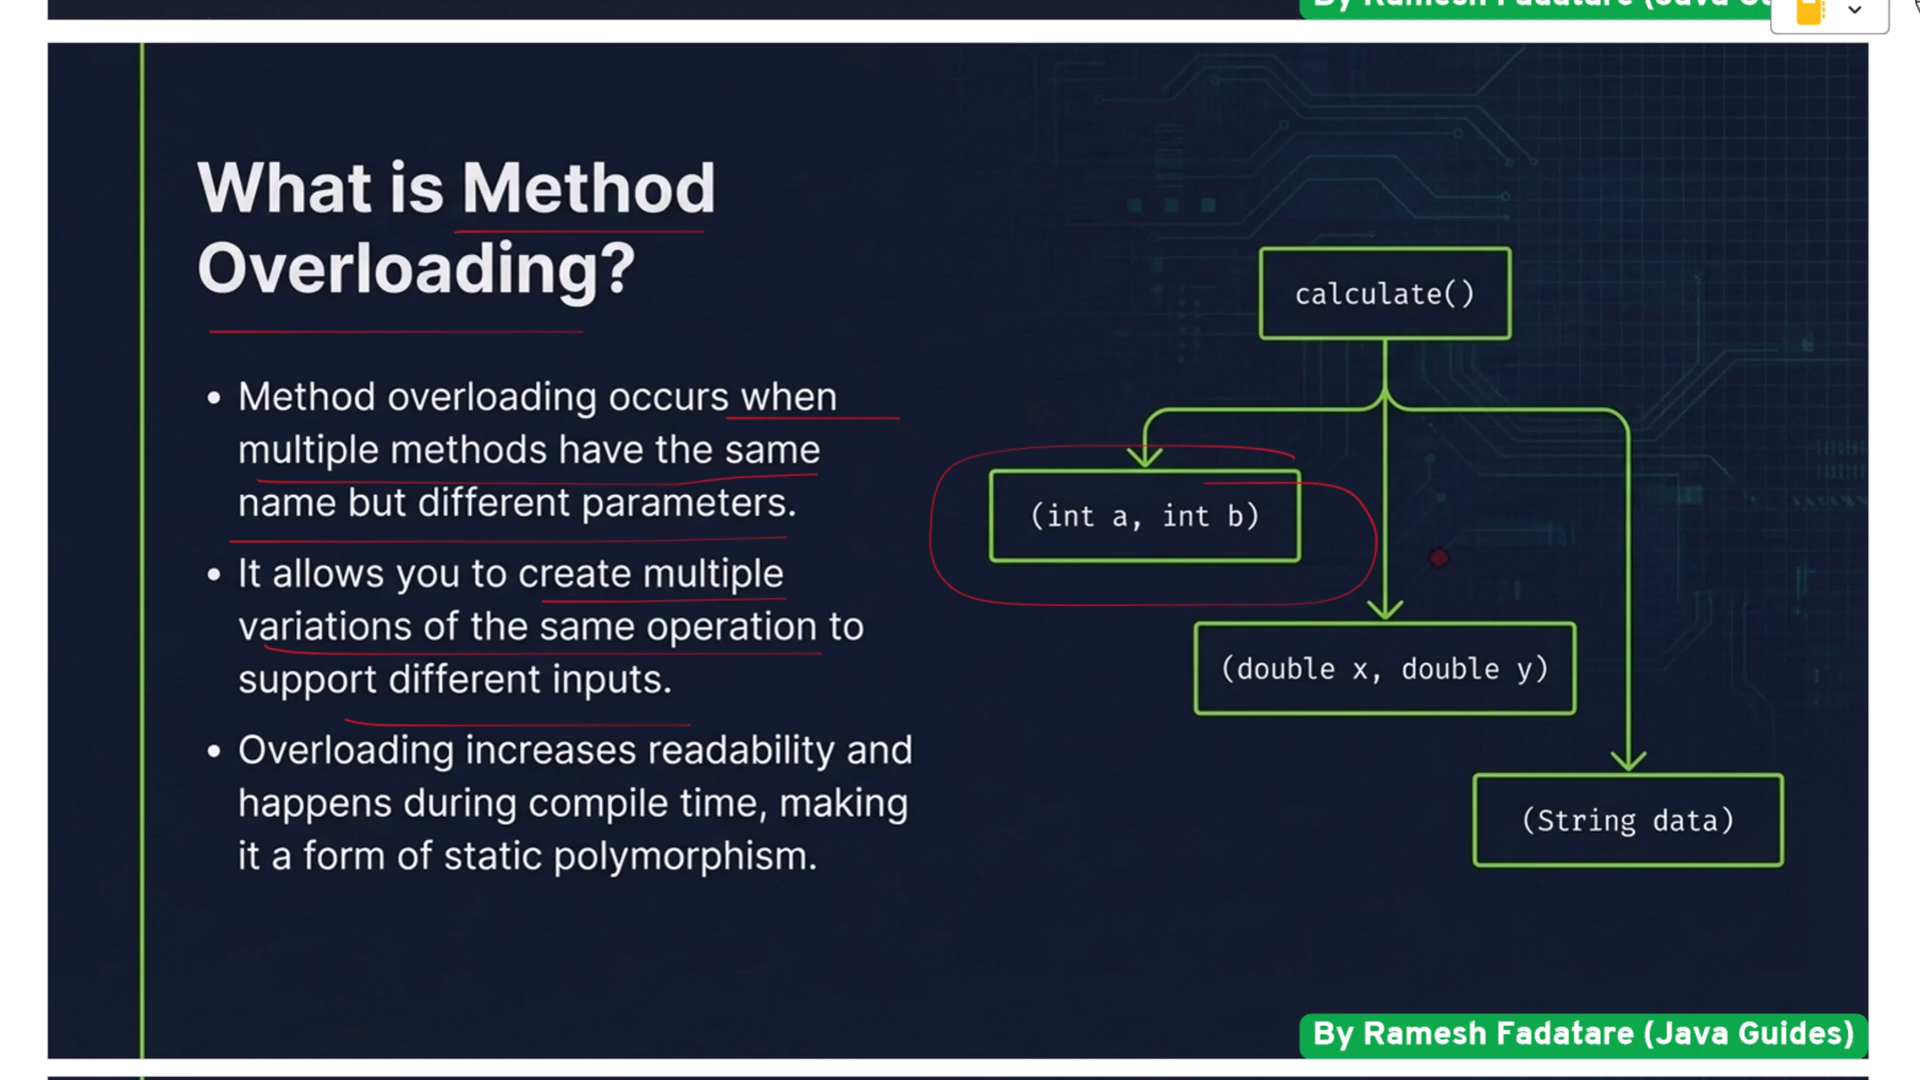 What is Method
Overloading?
• Method overloading occurs when
multiple methods have the same
name but different parameters.
• It allows you to create multiple
variations of the same operation to
support different inputs.
• Overloading increases readability and
happens during compile time, making
it a form of static polymorphism.
calculate()
(int a, int b)
(double x, double y)
(String data)
By Ramesh Fadatare (Java Guides)